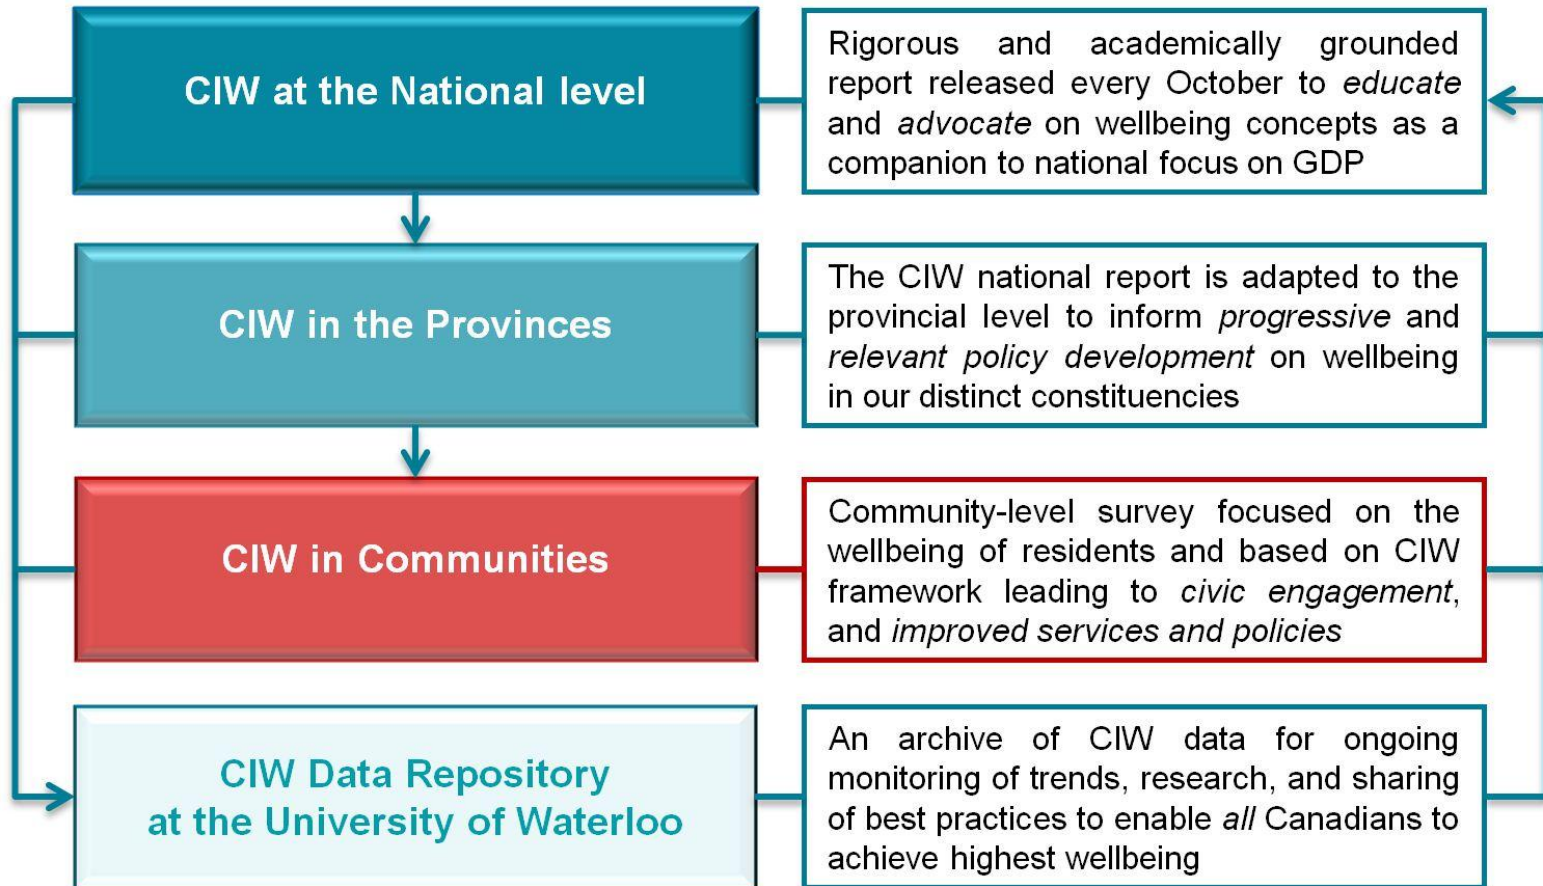 CIW at the National level
Rigorous and academically grounded
report released every October to educate
and advocate on wellbeing concepts as a
companion to national focus on GDP
CIW in the Provinces
The CIW national report is adapted to the
provincial level to inform progressive and
relevant policy development on wellbeing
in our distinct constituencies
CIW in Communities
Community-level survey focused on the
wellbeing of residents and based on CIW
framework leading to civic engagement,
and improved services and policies
CIW Data Repository
at the University of Waterloo
An archive of CIW data for ongoing
monitoring of trends, research, and sharing
of best practices to enable all Canadians to
achieve highest wellbeing